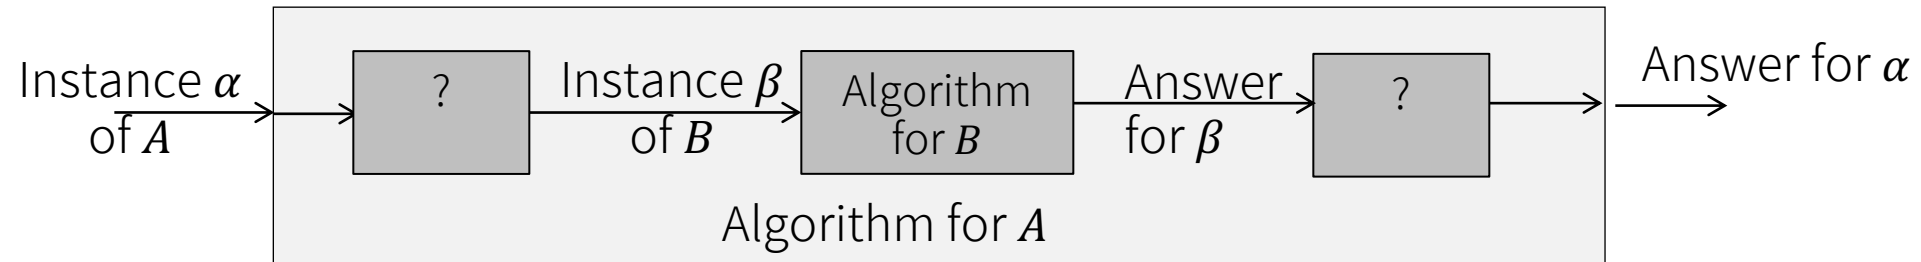 Instance α
of A
?
Instance β
of B
Algorithm
for B
Answer
for β
?
Answer for α
Algorithm for A